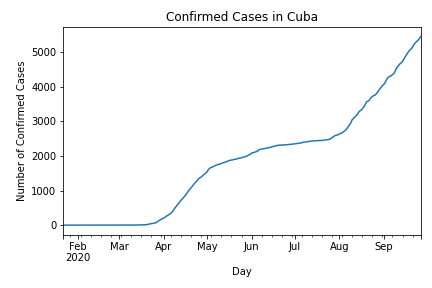 Confirmed Cases in Cuba
Number of Confirmed Cases
5000
4000
3000
2000
1000
0
Feb Mar Apr May Jun Jul Aug Sep
2020
Day